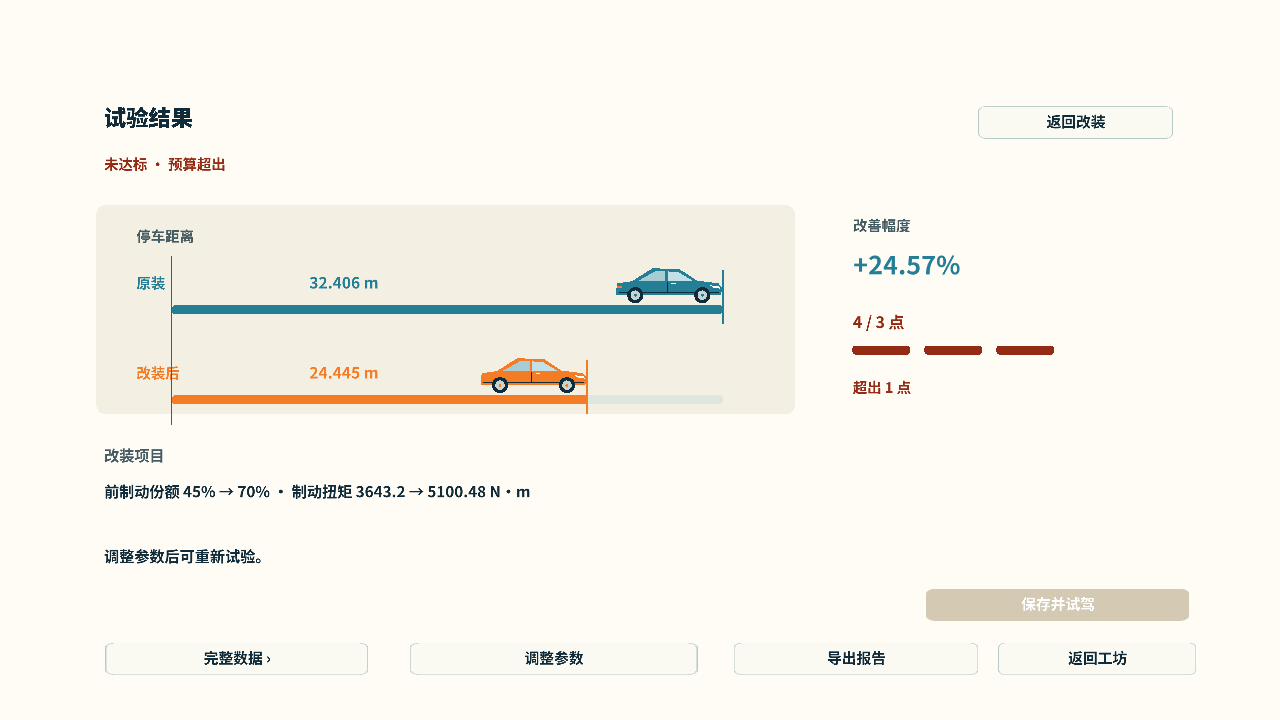 试验结果
返回改装
未达标 · 预算超出
停车距离
原装 32.406 m
改装后 24.445 m
改善幅度
+24.57%
4 / 3 点
超出 1 点
改装项目
前制动份额 45% → 70% · 制动扭矩 3643.2 → 5100.48 N · m
调整参数后可重新试验。
保存并试驾
完整数据 ›
调整参数
导出报告
返回工坊